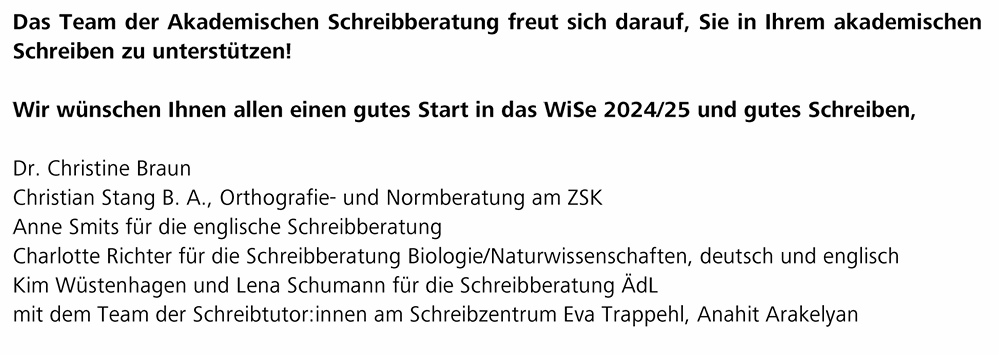 Das Team der Akademischen Schreibberatung freut sich darauf, Sie in Ihrem akademischen
Schreiben zu unterstützen!
Wir wünschen Ihnen allen einen gutes Start in das WiSe 2024/25 und gutes Schreiben,
Dr. Christine Braun
Christian Stang B. A., Orthografie- und Normberatung am ZSK
Anne Smits für die englische Schreibberatung
Charlotte Richter für die Schreibberatung Biologie/Naturwissenschaften, deutsch und englisch
Kim Wüstenhagen und Lena Schumann für die Schreibberatung ÄdL
mit dem Team der Schreibtutor:innen am Schreibzentrum Eva Trappehl, Anahit Arakelyan